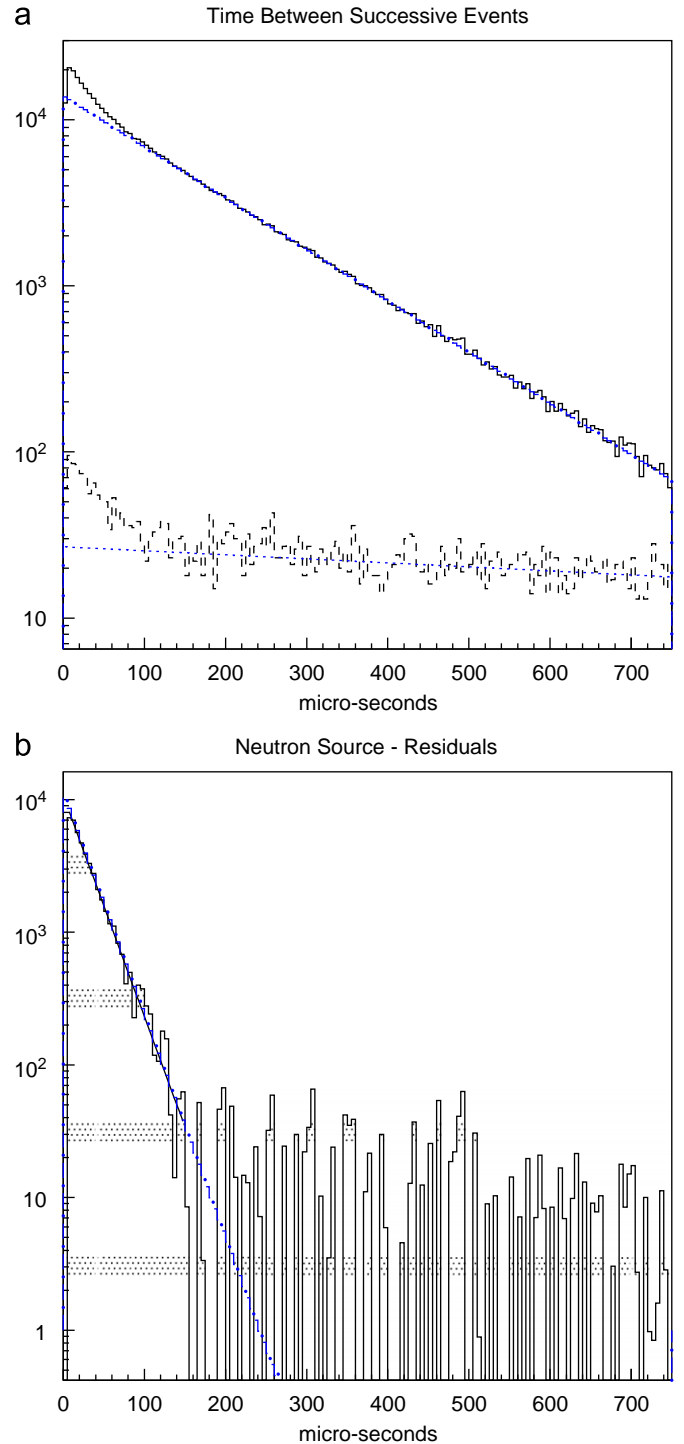 a
Time Between Successive Events
10⁴
10³
10²
10
0 100 200 300 400 500 600 700
micro-seconds
b
Neutron Source - Residuals
10⁴
10³
10²
10
1
0 100 200 300 400 500 600 700
micro-seconds